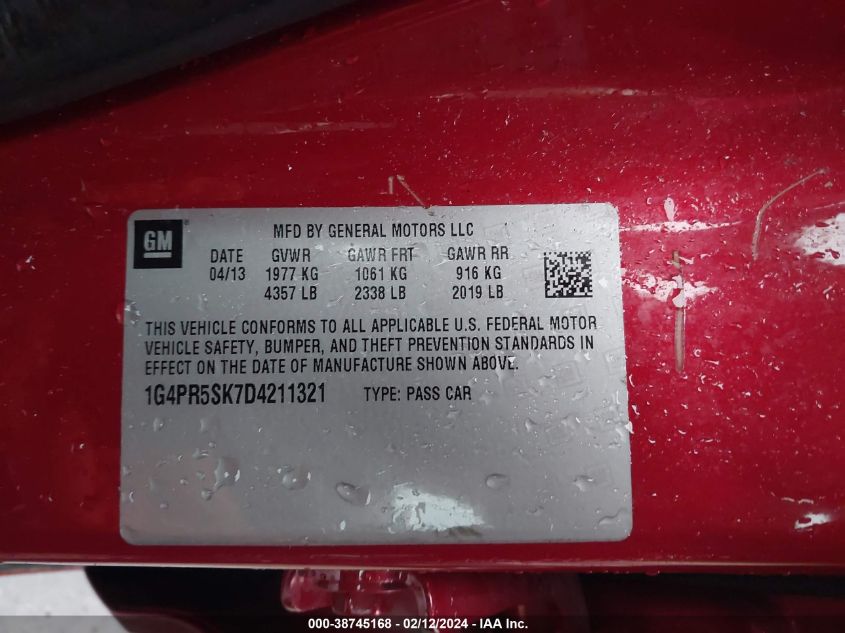 GM
MFD BY GENERAL MOTORS LLC
DATE GVWR GAWR FRT GAWR RR
04/13 1977 KG 1061 KG 916 KG
4357 LB 2338 LB 2019 LB
THIS VEHICLE CONFORMS TO ALL APPLICABLE U.S. FEDERAL MOTOR
VEHICLE SAFETY, BUMPER, AND THEFT PREVENTION STANDARDS IN
EFFECT ON THE DATE OF MANUFACTURE SHOWN ABOVE.
1G4PR5SK7D4211321 TYPE: PASS CAR
000-38745168 - 02/12/2024 - IAA Inc.